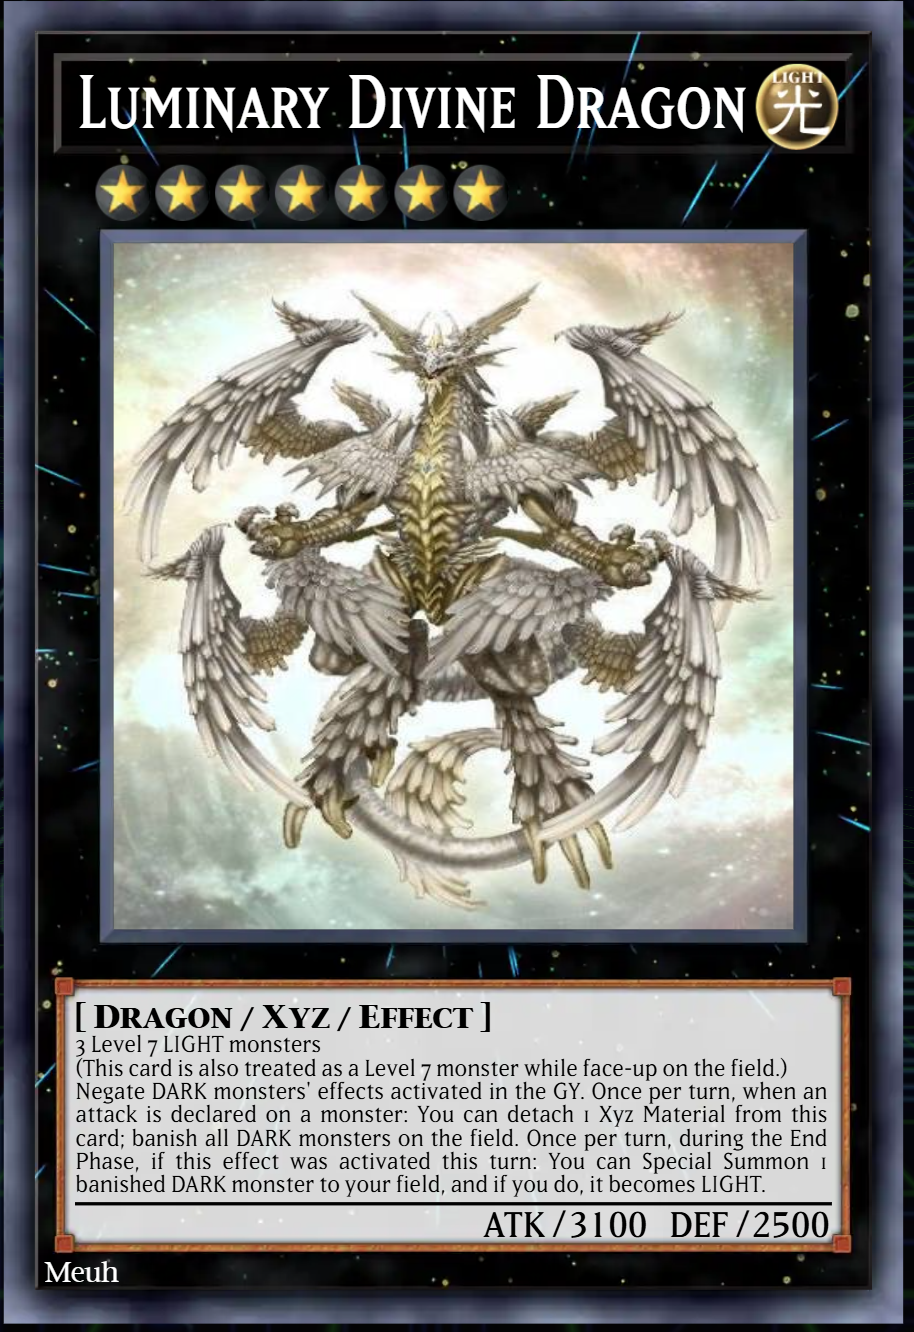 Luminary Divine Dragon
LIGHT
光
[ Dragon / Xyz / Effect ]
3 Level 7 LIGHT monsters
(This card is also treated as a Level 7 monster while face-up on the field.)
Negate DARK monsters' effects activated in the GY. Once per turn, when an
attack is declared on a monster: You can detach 1 Xyz Material from this
card; banish all DARK monsters on the field. Once per turn, during the End
Phase, if this effect was activated this turn: You can Special Summon 1
banished DARK monster to your field, and if you do, it becomes LIGHT.
ATK/3100 DEF/2500
Meuh